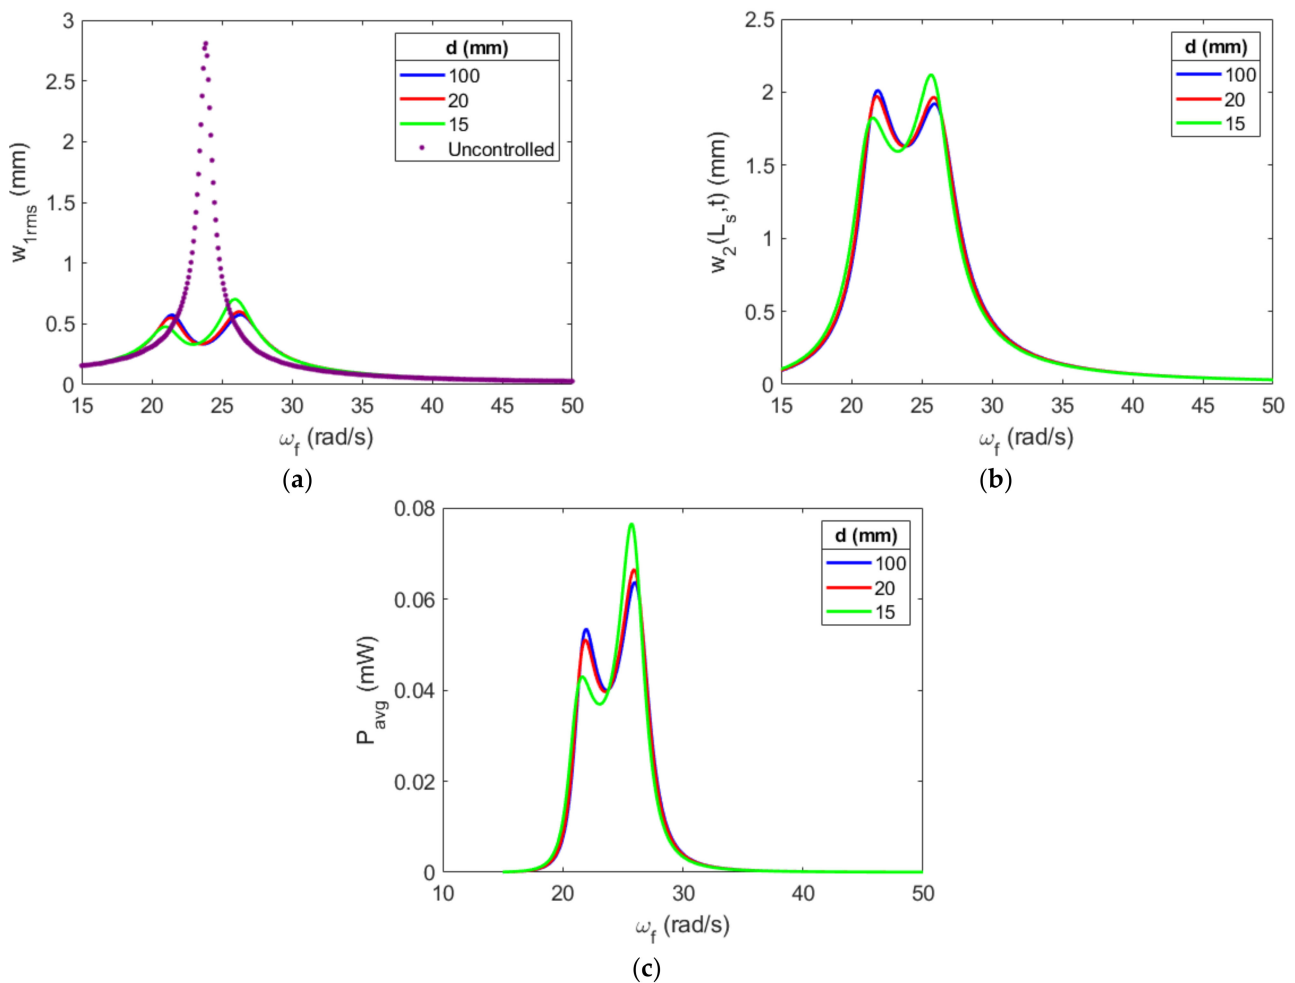 3
2.5
2
1.5
1
0.5
0
w1rms (mm)
15 20 25 30 35 40 45 50
ωf (rad/s)
d (mm)
100
20
15
Uncontrolled
(a)
2.5
2
1.5
1
0.5
0
w2(Ls,t) (mm)
15 20 25 30 35 40 45 50
ωf (rad/s)
d (mm)
100
20
15
(b)
0.08
0.06
0.04
0.02
0
Pavg (mW)
10 20 30 40 50
ωf (rad/s)
d (mm)
100
20
15
(c)